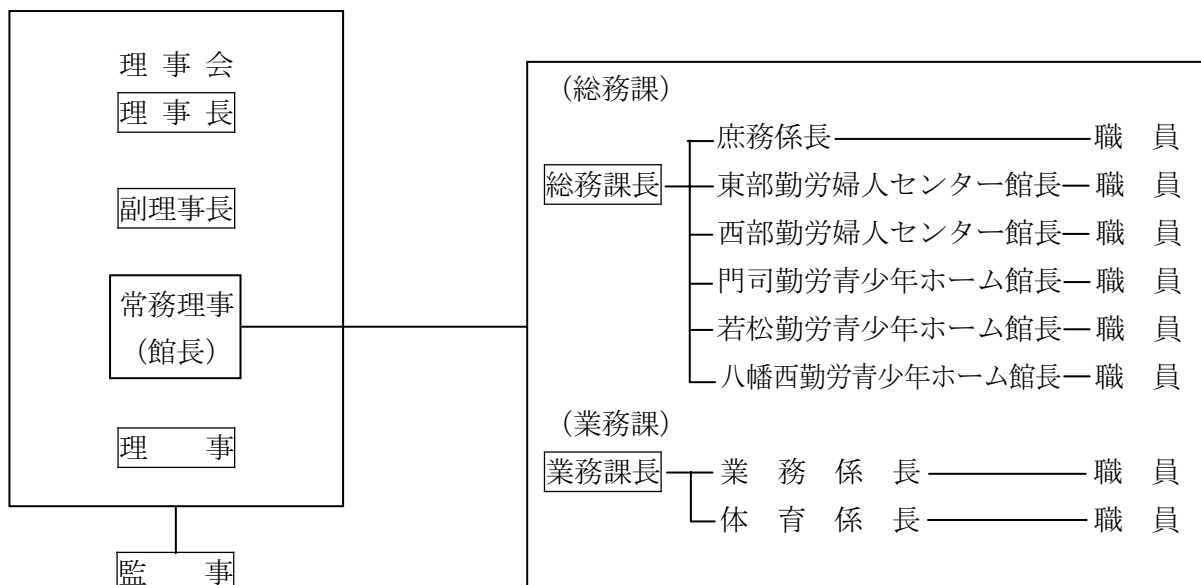 理 事 会
理 事 長
副理事長
常務理事
（館長）
理 事
監 事
（総務課）
総務課長
庶務係長 職 員
東部勤労婦人センター館長 職 員
西部勤労婦人センター館長 職 員
門司勤労青少年ホーム館長 職 員
若松勤労青少年ホーム館長 職 員
八幡西勤労青少年ホーム館長 職 員
（業務課）
業務課長
業 務 係 長 職 員
体 育 係 長 職 員